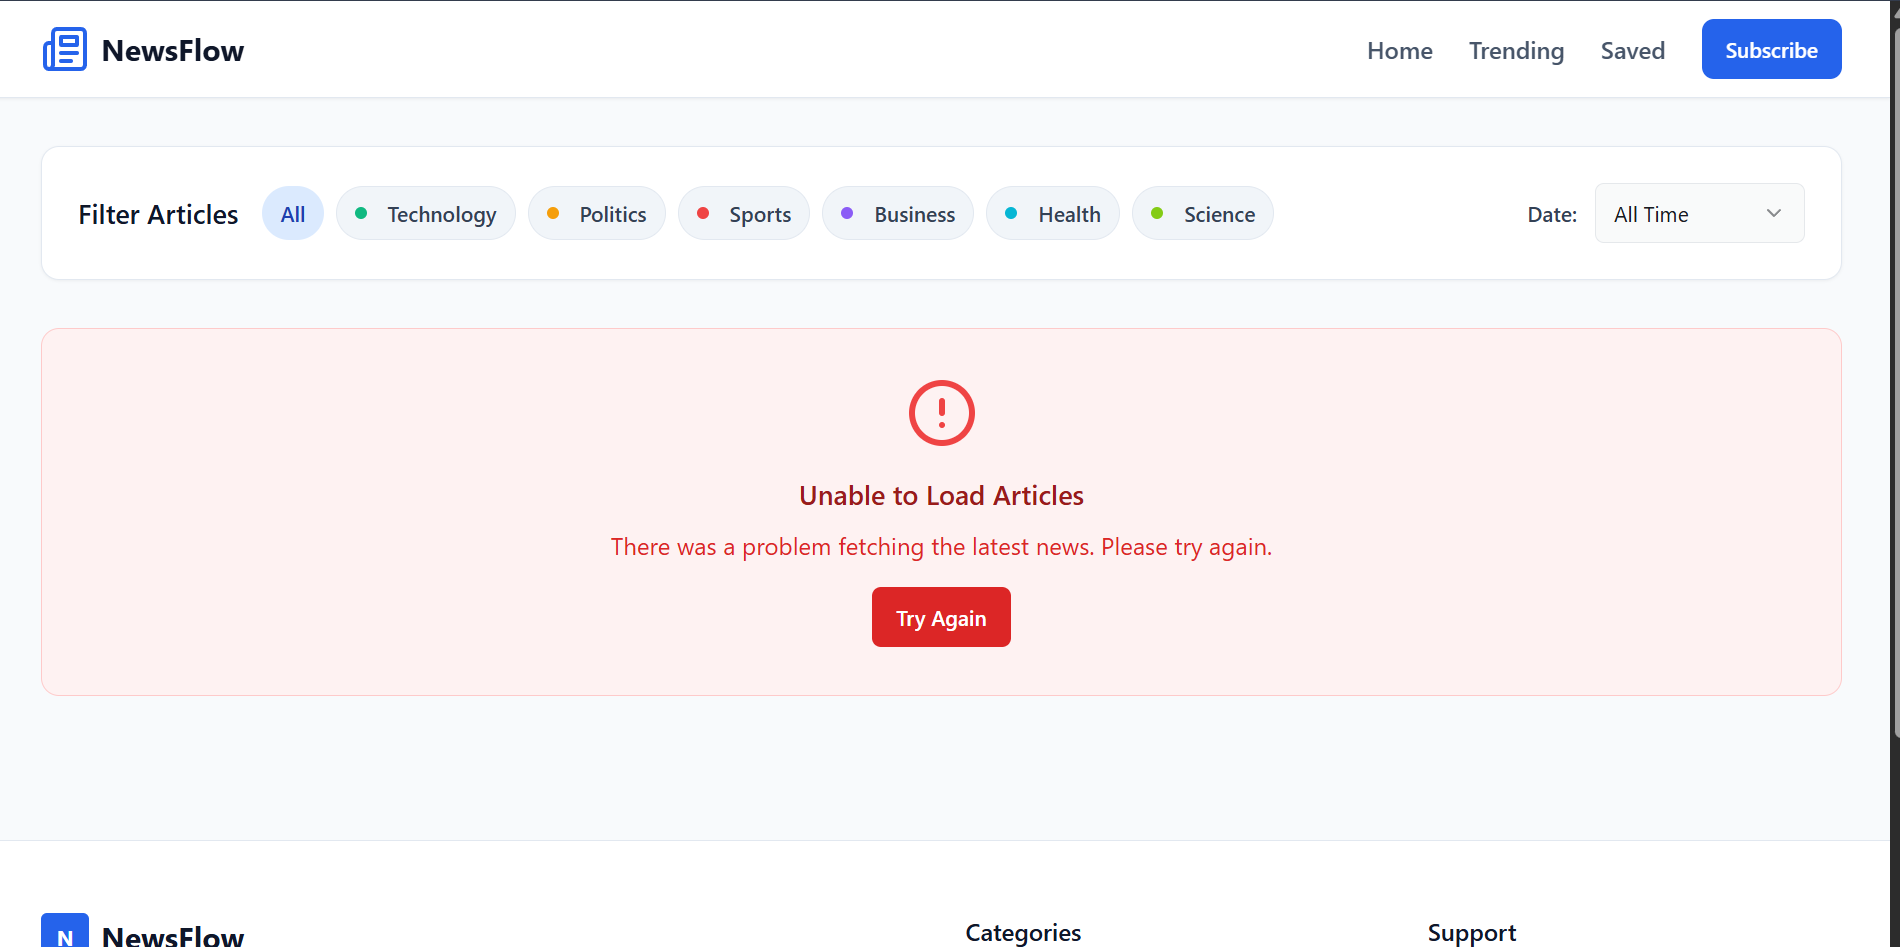 NewsFlow
Home Trending Saved Subscribe
Filter Articles All Technology Politics Sports Business Health Science Date: All Time
Unable to Load Articles
There was a problem fetching the latest news. Please try again.
Try Again
N NewsFlow Categories Support